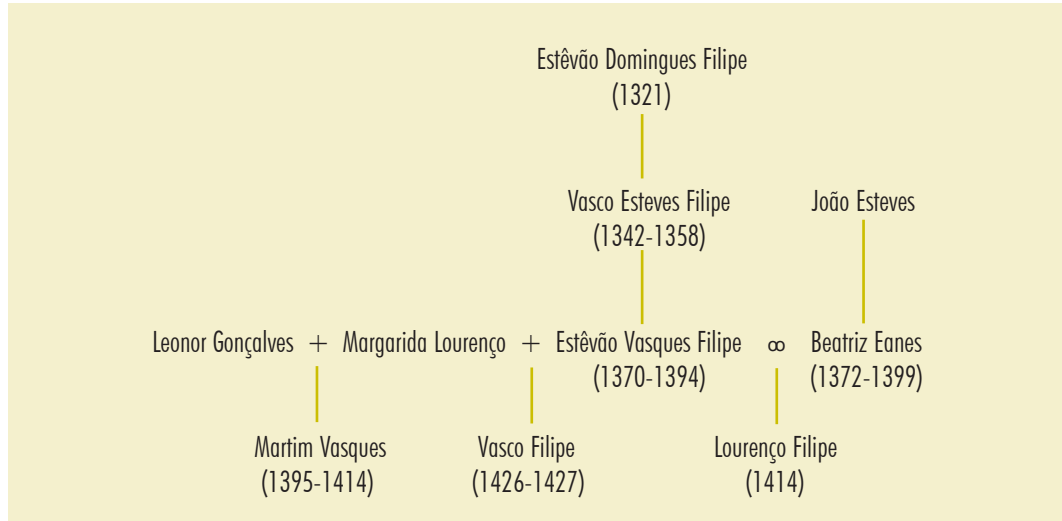 Estêvão Domingues Filipe
(1321)
Vasco Esteves Filipe João Esteves
(1342-1358)
Leonor Gonçalves + Margarida Lourenço + Estêvão Vasques Filipe ∞ Beatriz Eanes
(1370-1394) (1372-1399)
Martim Vasques Vasco Filipe Lourenço Filipe
(1395-1414) (1426-1427) (1414)